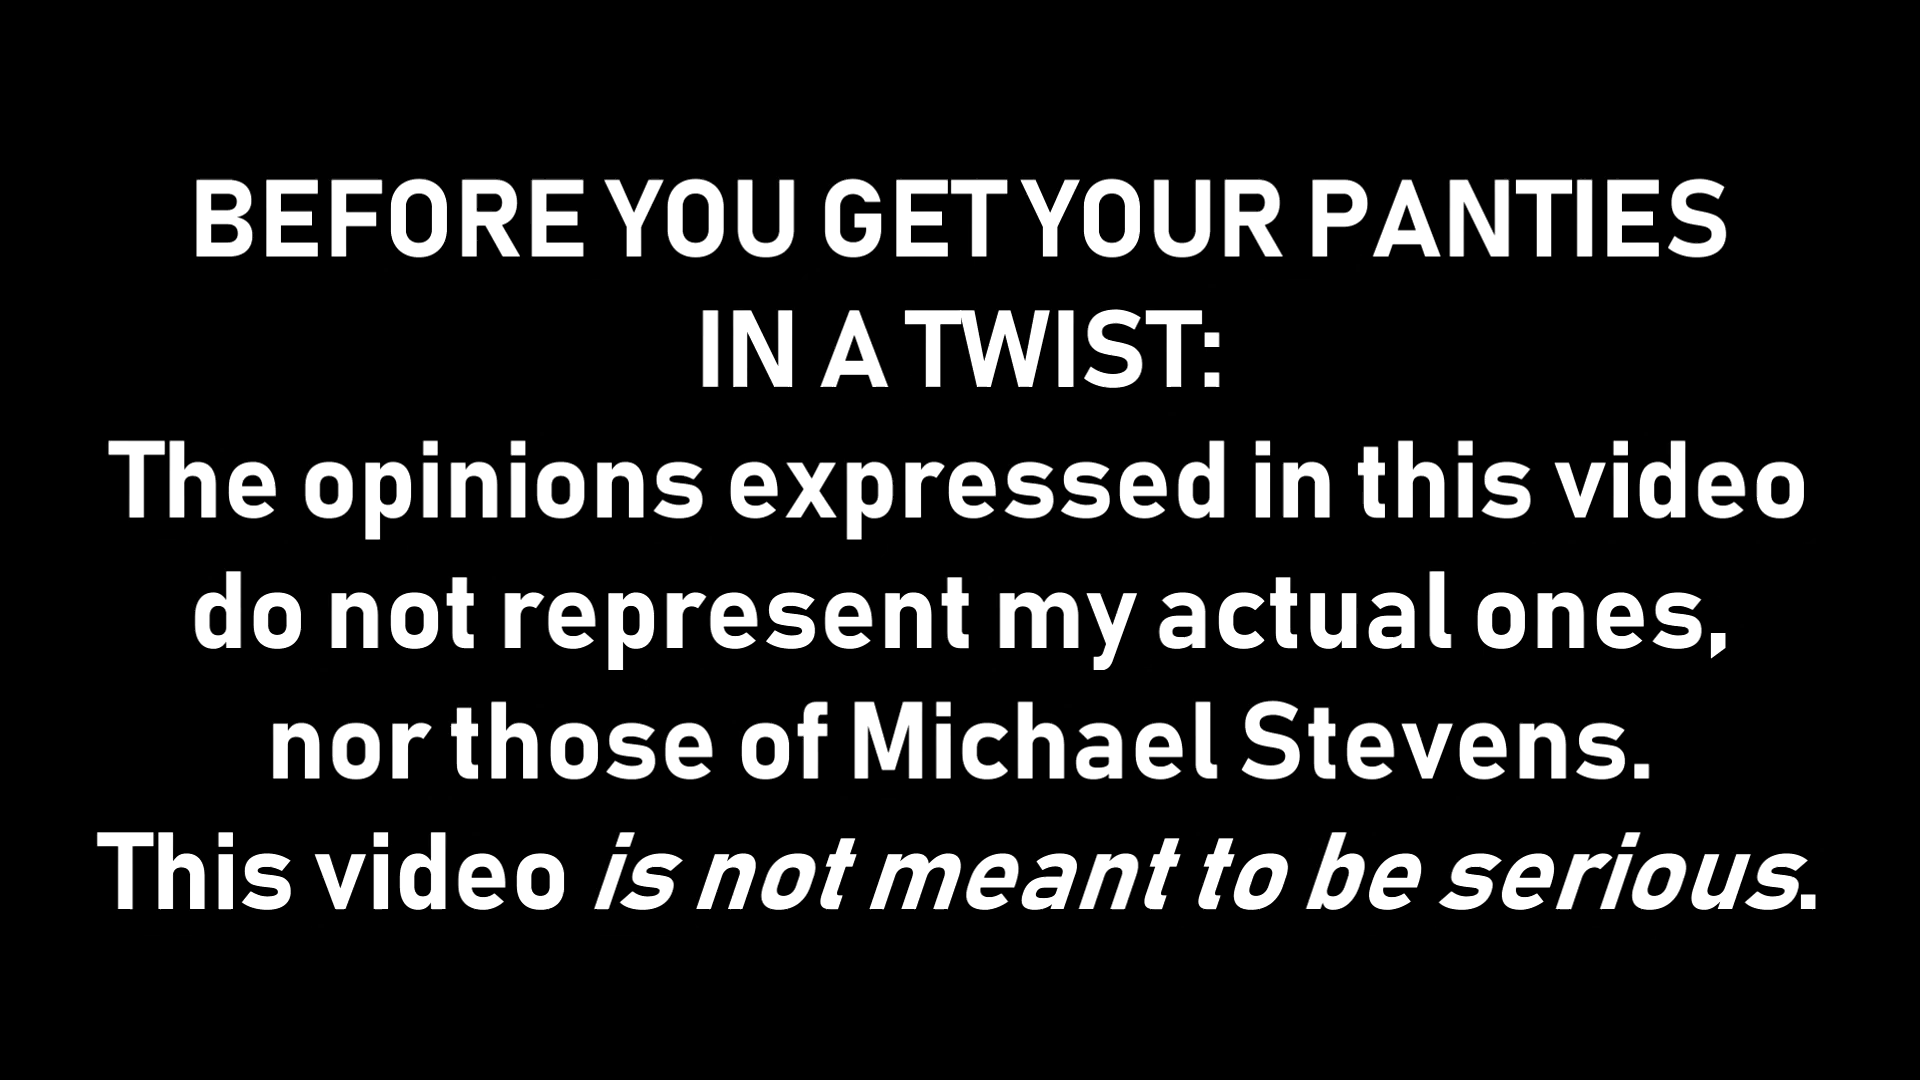 BEFORE YOU GET YOUR PANTIES
IN A TWIST:
The opinions expressed in this video
do not represent my actual ones,
nor those of Michael Stevens.
This video is not meant to be serious.